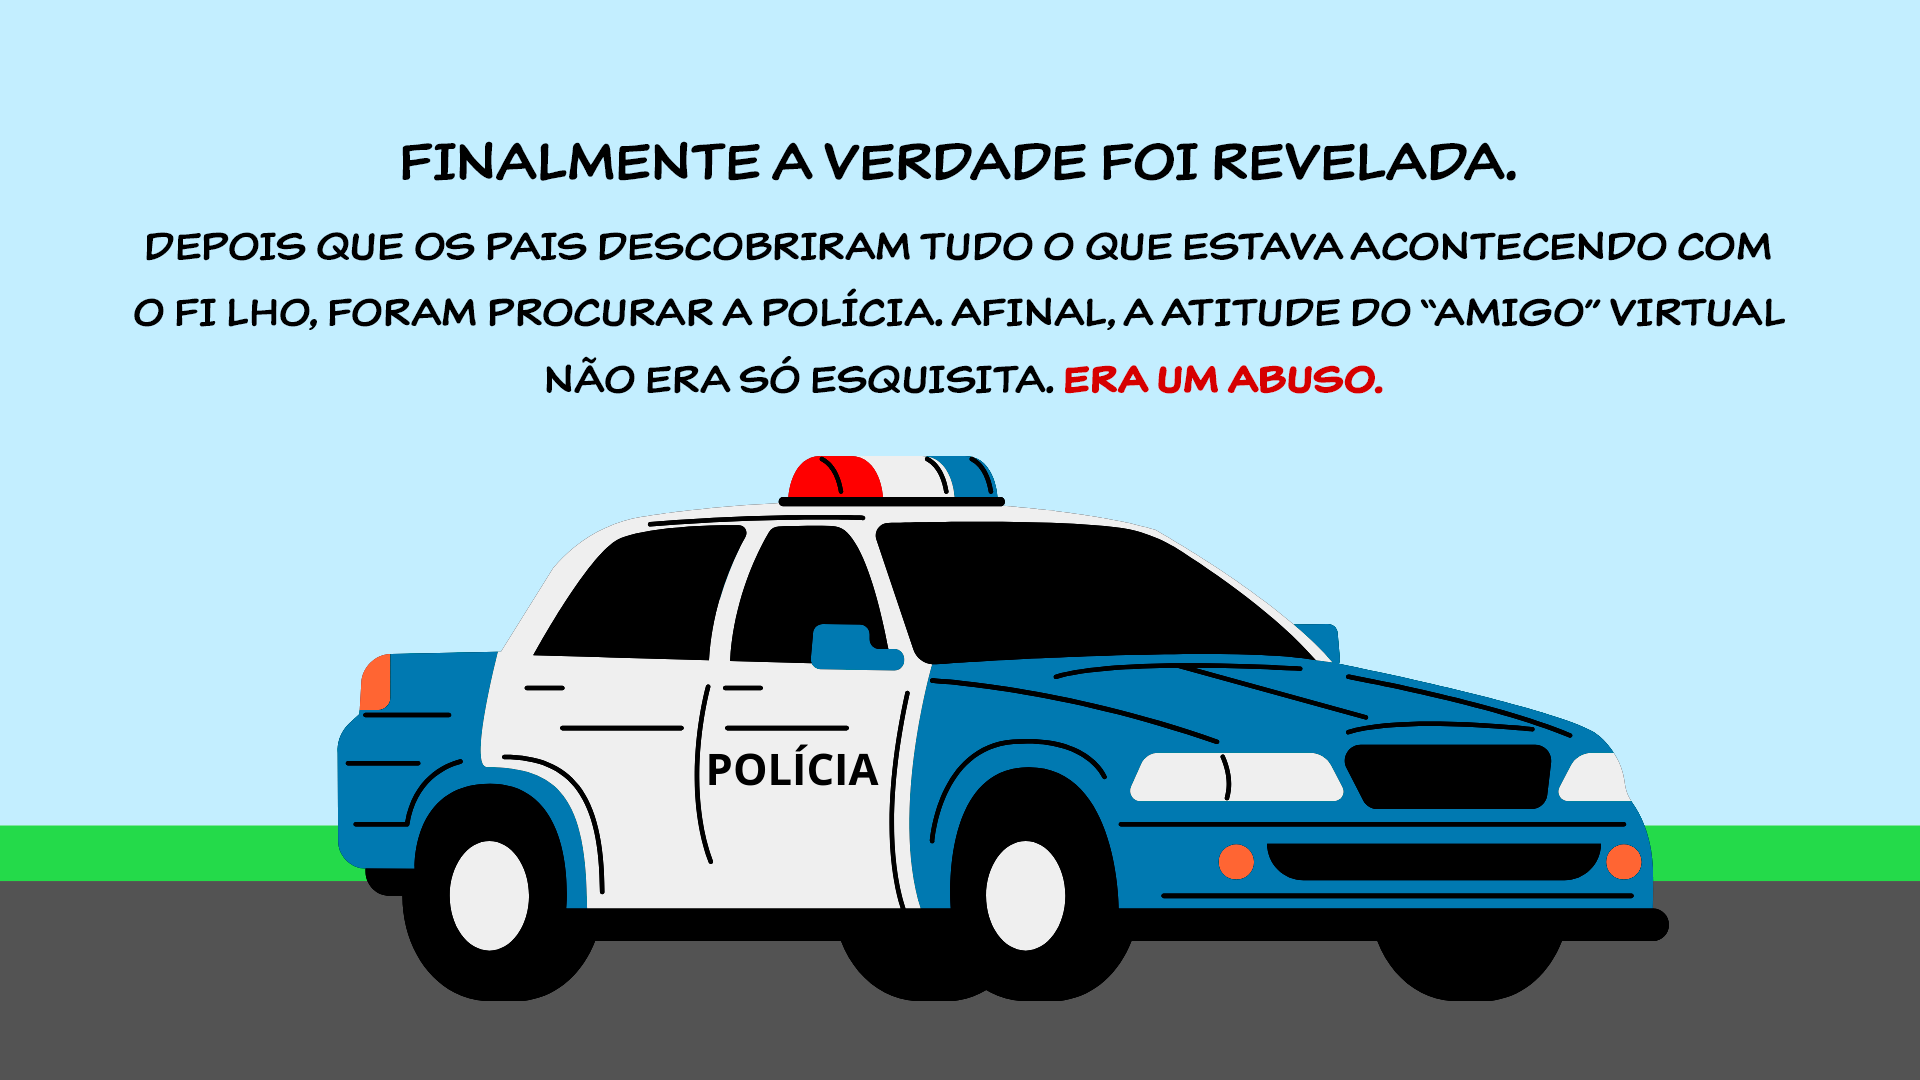 FINALMENTE A VERDADE FOI REVELADA.
DEPOIS QUE OS PAIS DESCOBRIRAM TUDO O QUE ESTAVA ACONTECENDO COM
O FI LHO, FORAM PROCURAR A POLÍCIA. AFINAL, A ATITUDE DO “AMIGO” VIRTUAL
NÃO ERA SÓ ESQUISITA. ERA UM ABUSO.
POLÍCIA